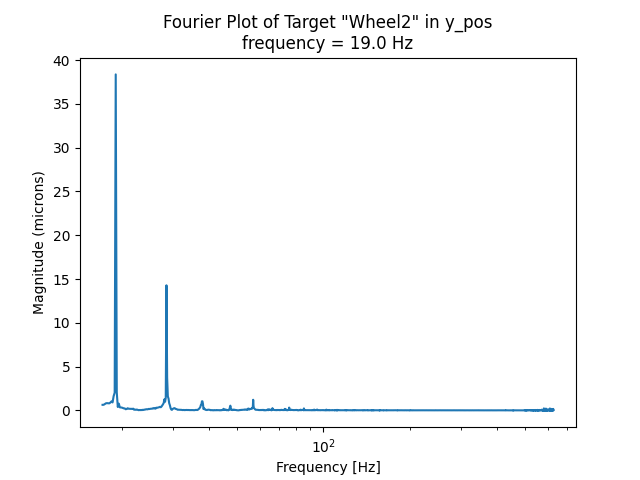 Fourier Plot of Target "Wheel2" in y_pos
frequency = 19.0 Hz
40
35
30
25
20
15
10
5
0
Magnitude (microns)
10²
Frequency [Hz]